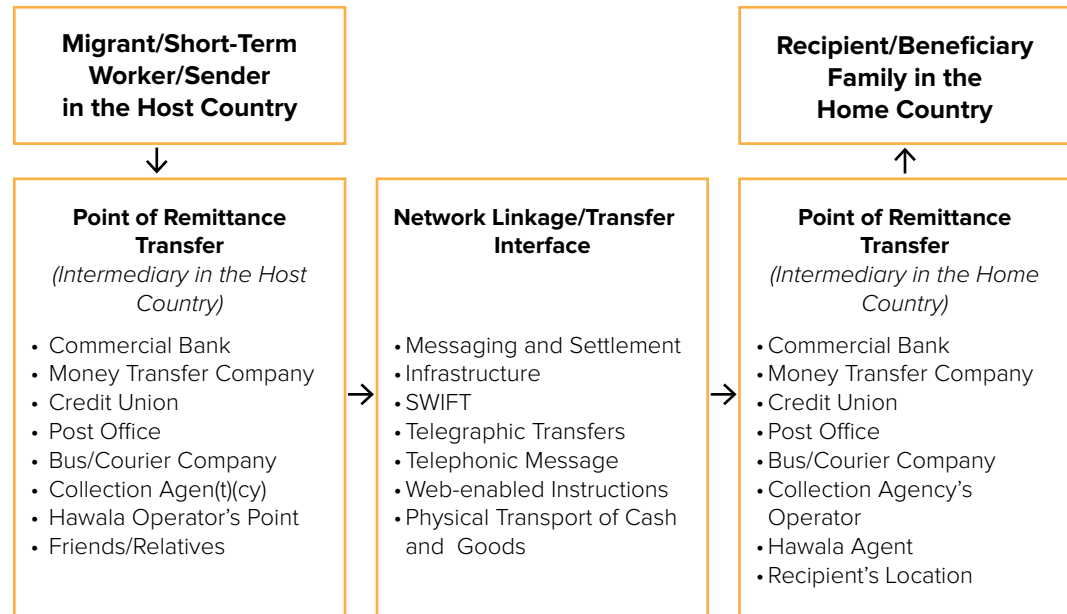 Migrant/Short-Term
Worker/Sender
in the Host Country
Recipient/Beneficiary
Family in the
Home Country
Point of Remittance
Transfer
(Intermediary in the Host
Country)
• Commercial Bank
• Money Transfer Company
• Credit Union
• Post Office
• Bus/Courier Company
• Collection Agen(t)(cy)
• Hawala Operator’s Point
• Friends/Relatives
Network Linkage/Transfer
Interface
• Messaging and Settlement
• Infrastructure
• SWIFT
• Telegraphic Transfers
• Telephonic Message
• Web-enabled Instructions
• Physical Transport of Cash
and Goods
Point of Remittance
Transfer
(Intermediary in the Home
Country)
• Commercial Bank
• Money Transfer Company
• Credit Union
• Post Office
• Bus/Courier Company
• Collection Agency’s
Operator
• Hawala Agent
• Recipient’s Location